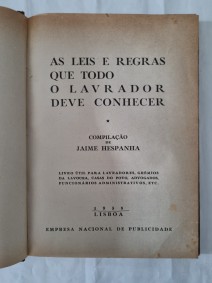 AS LEIS E REGRAS
QUE TODO
O LAVRADOR
DEVE CONHECER
COMPILAÇÃO
DE
JAIME HESPANHA
LIVRO ÚTIL PARA LAVRADORES, GRÉMIOS
DA LAVOURA, CASAS DO POVO, ADVOGADOS,
FUNCIONÁRIOS ADMINISTRATIVOS, ETC.
LISBOA
EMPRESA NACIONAL DE PUBLICIDADE